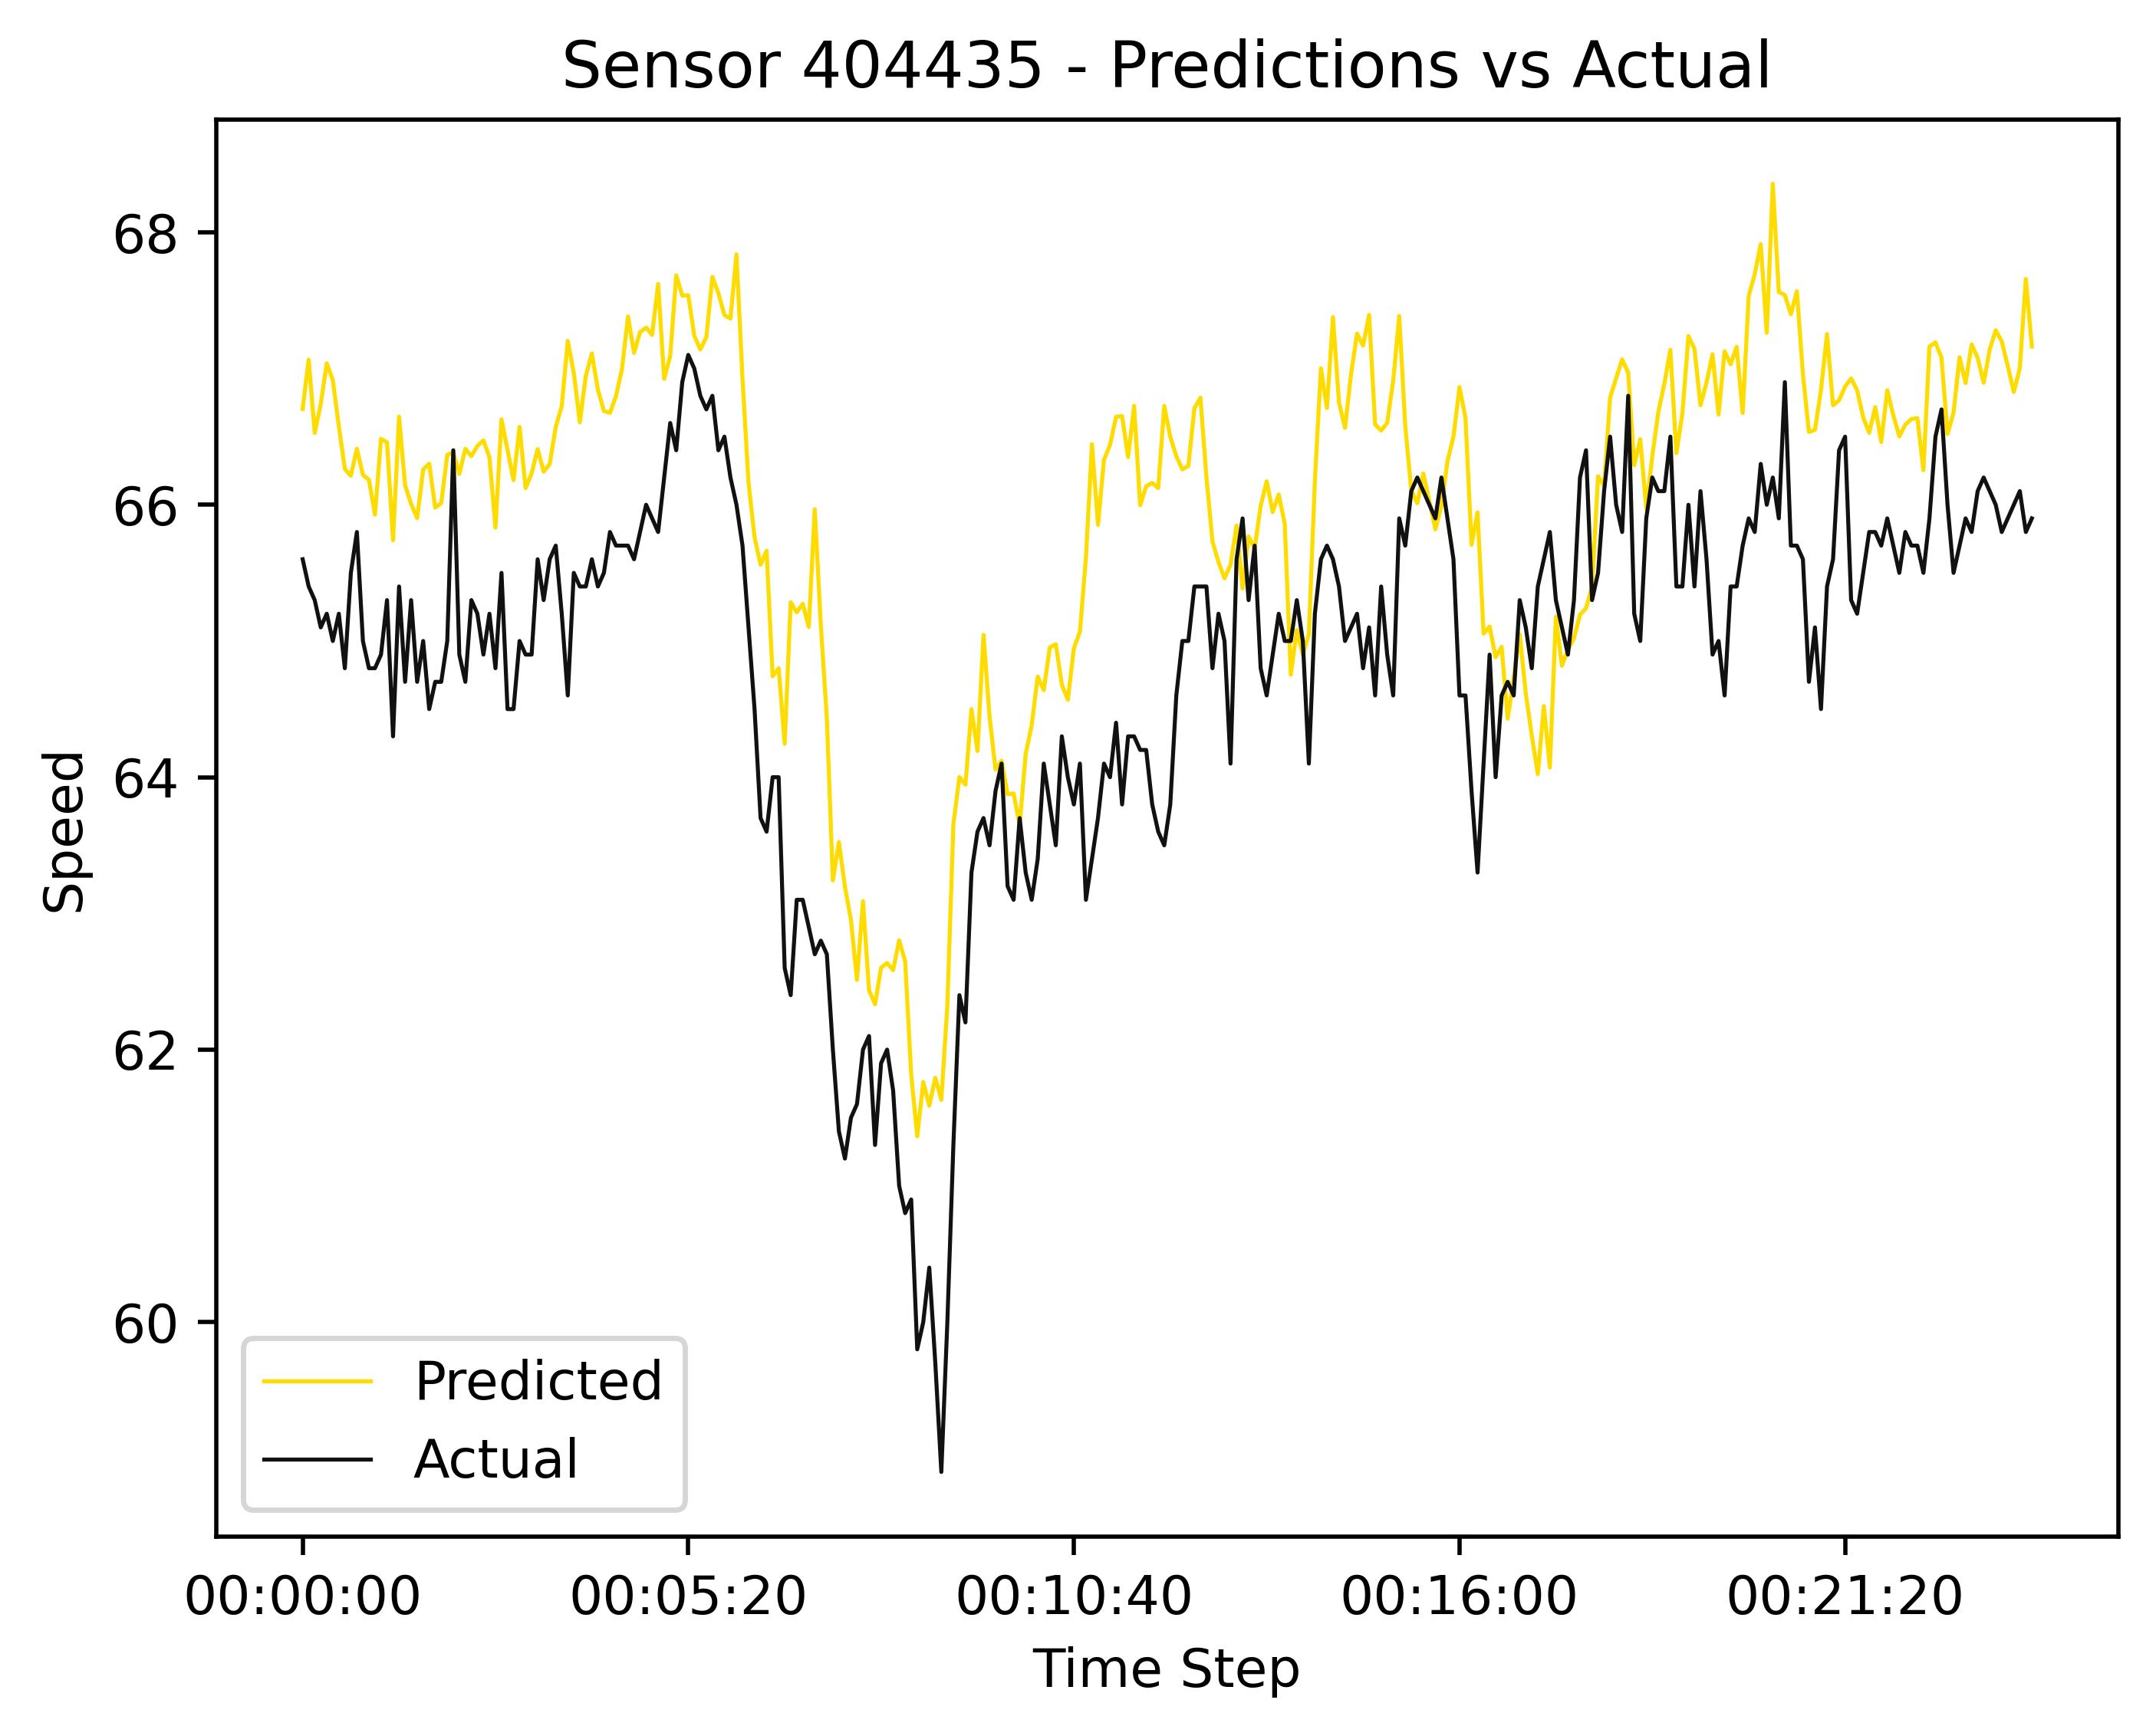 Sensor 404435 - Predictions vs Actual
68
66
64
62
60
Speed
Predicted
Actual
00:00:00 00:05:20 00:10:40 00:16:00 00:21:20
Time Step